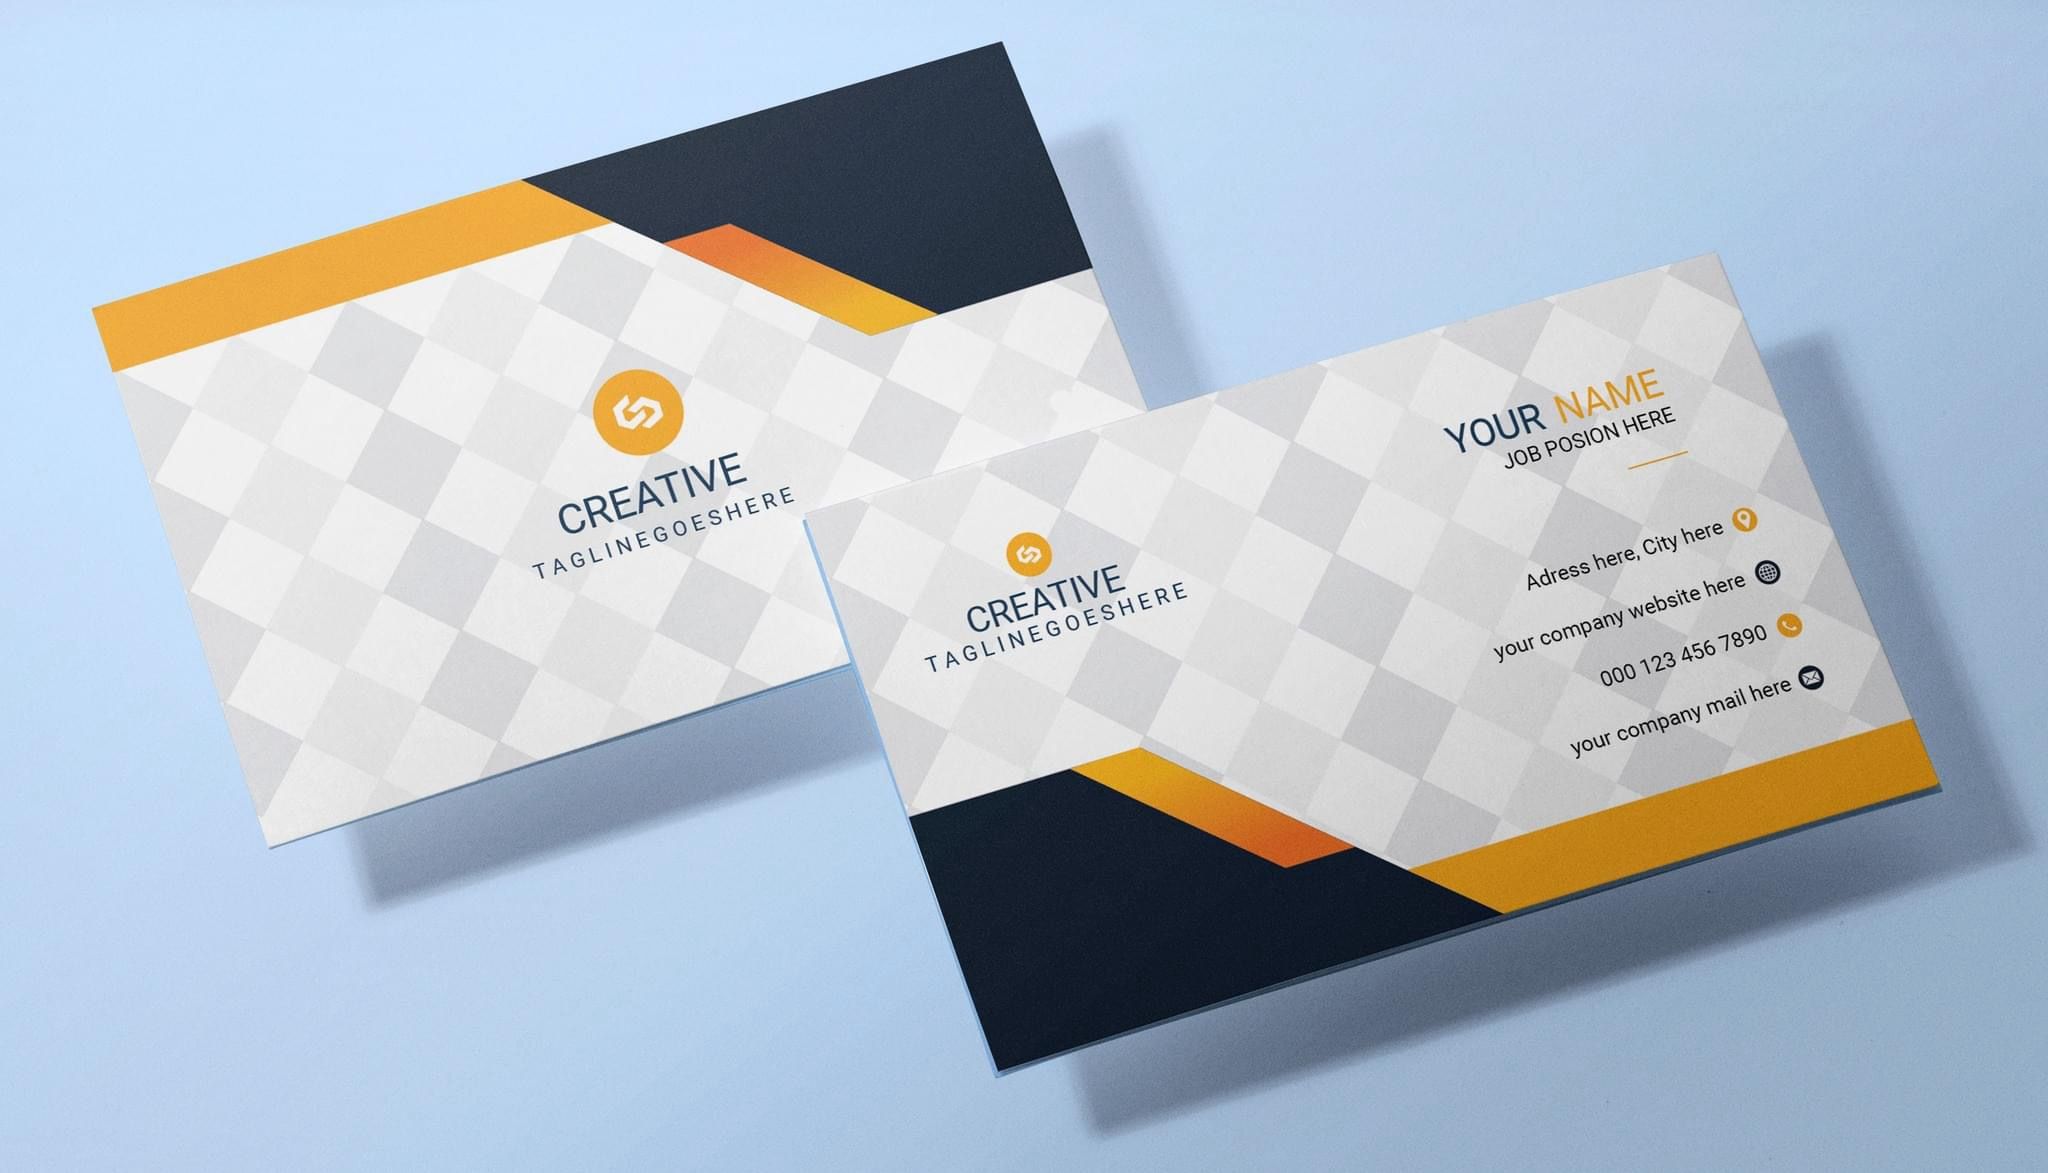 CREATIVE
TAGLINEGOESHERE
CREATIVE
TAGLINEGOESHERE
YOUR NAME
JOB POSION HERE
Adress here, City here
your company website here
000 123 456 7890
your company mail here